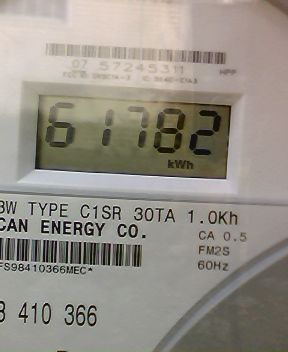 07 57245311
61782
kWh
3W TYPE C1SR 30TA 1.0Kh
CAN ENERGY CO.
CA 0.5
FM2S
60Hz
FS98410366MEC*
410 366